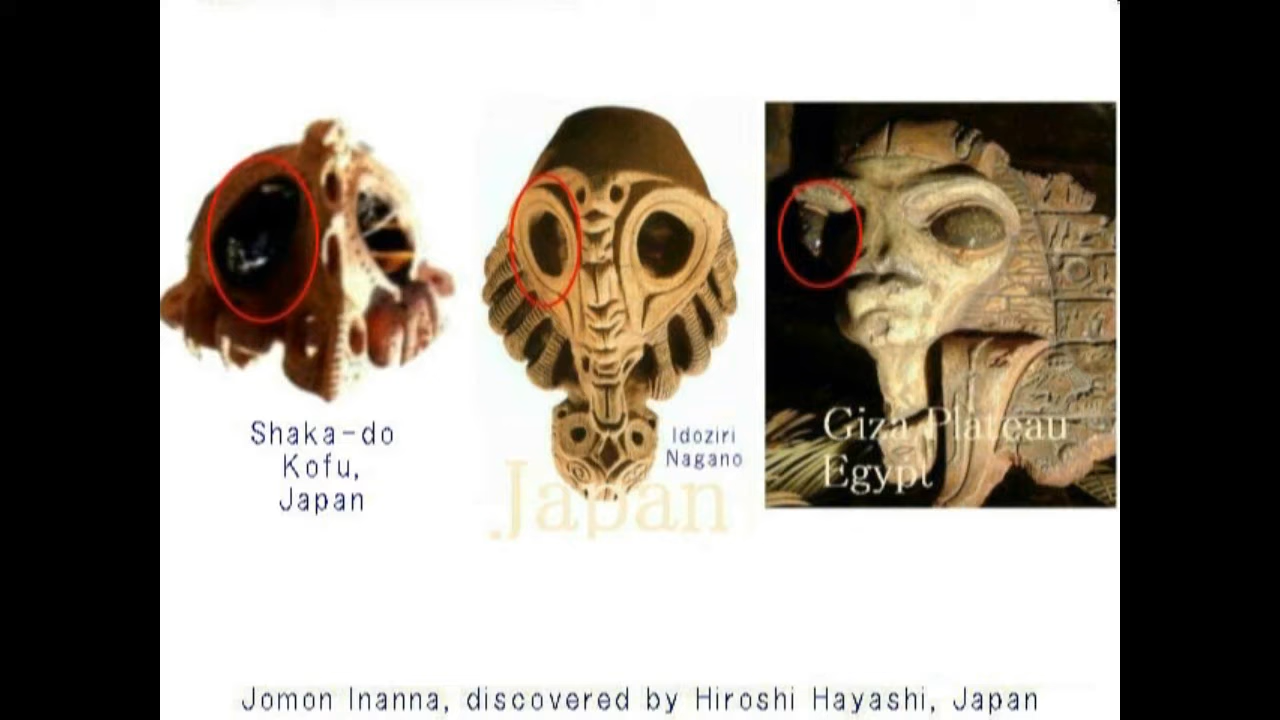 Shaka-do
Kofu,
Japan
Idoziri
Nagano
Japan
Giza Plateau
Egypt
Jomon Inanna, discovered by Hiroshi Hayashi, Japan